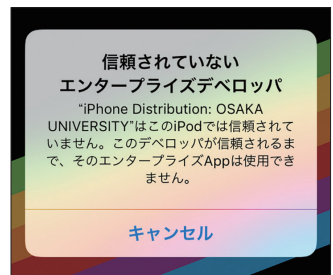 信頼されていない
エンタープライズデベロッパ
“iPhone Distribution: OSAKA
UNIVERSITY”はこのiPodでは信頼されて
いません。このデベロッパが信頼されるま
で、そのエンタープライズAppは使用でき
ません。
キャンセル